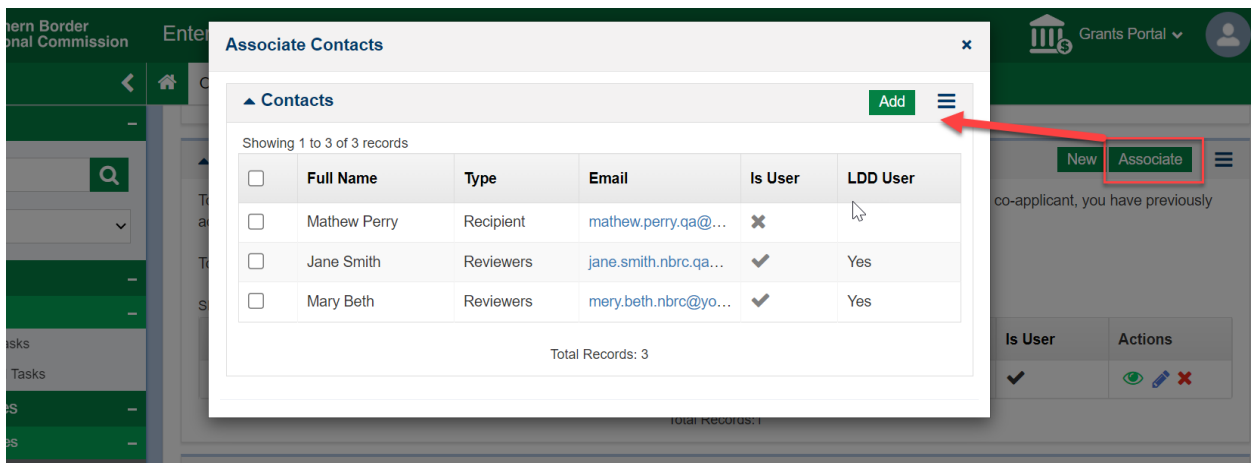 hern Border
onal Commission
Enter
Grants Portal
Associate Contacts
×
Contacts
Add
Showing 1 to 3 of 3 records
Full Name Type Email Is User LDD User
Mathew Perry Recipient mathew.perry.qa@...
Jane Smith Reviewers jane.smith.nbrc.qa... Yes
Mary Beth Reviewers mery.beth.nbrc@yo... Yes
Total Records: 3
New Associate
co-applicant, you have previously
Is User Actions
Total Records:1
asks
Tasks
es
es